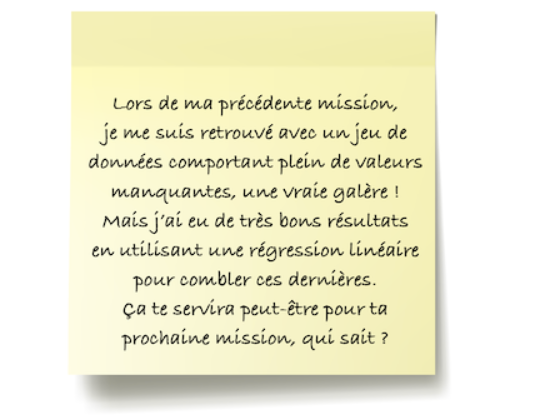 Lors de ma précédente mission,
je me suis retrouvé avec un jeu de
données comportant plein de valeurs
manquantes, une vraie galère !
Mais j'ai eu de très bons résultats
en utilisant une régression linéaire
pour combler ces dernières.
Ça te servira peut-être pour ta
prochaine mission, qui sait ?